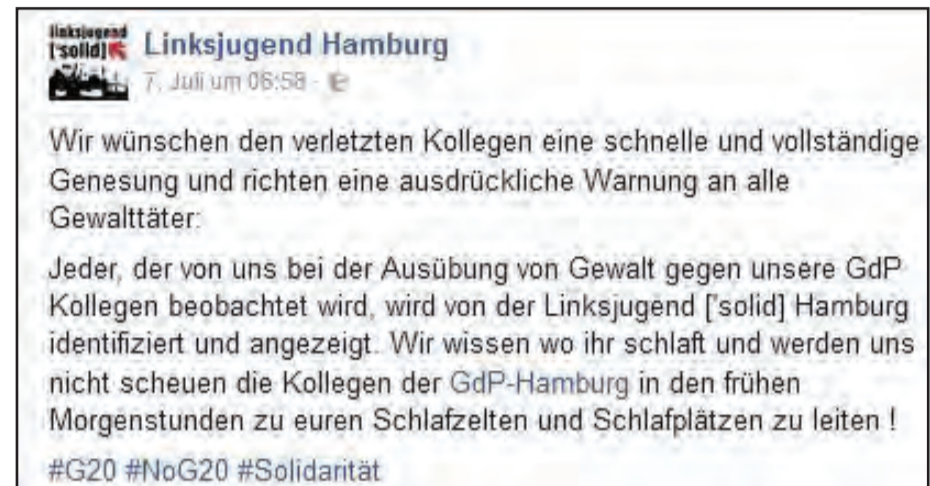 linksjugend
['solid]
Linksjugend Hamburg
7. Juli um 06:58 ·
Wir wünschen den verletzten Kollegen eine schnelle und vollständige
Genesung und richten eine ausdrückliche Warnung an alle
Gewalttäter:
Jeder, der von uns bei der Ausübung von Gewalt gegen unsere GdP
Kollegen beobachtet wird, wird von der Linksjugend ['solid] Hamburg
identifiziert und angezeigt. Wir wissen wo ihr schlaft und werden uns
nicht scheuen die Kollegen der GdP-Hamburg in den frühen
Morgenstunden zu euren Schlafzelten und Schlafplätzen zu leiten !
#G20 #NoG20 #Solidarität